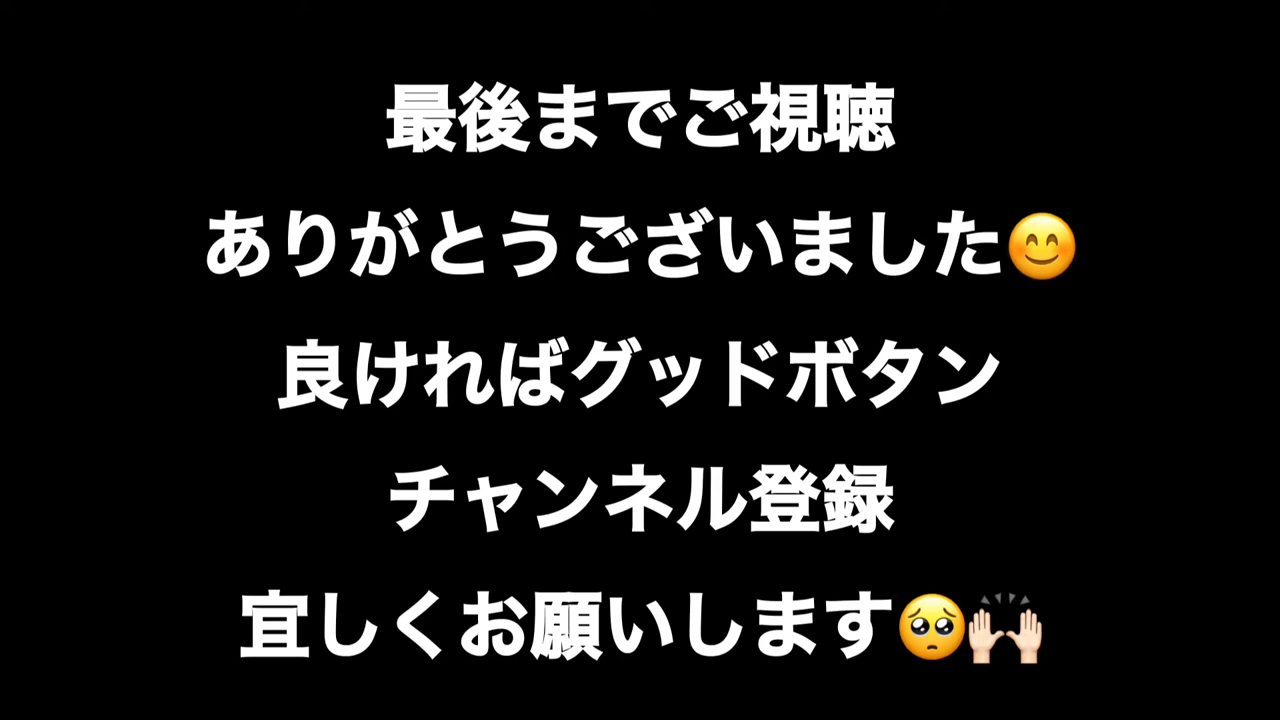 最後までご視聴
ありがとうございました😊
良ければグッドボタン
チャンネル登録
宜しくお願いします🥺🙌🏻